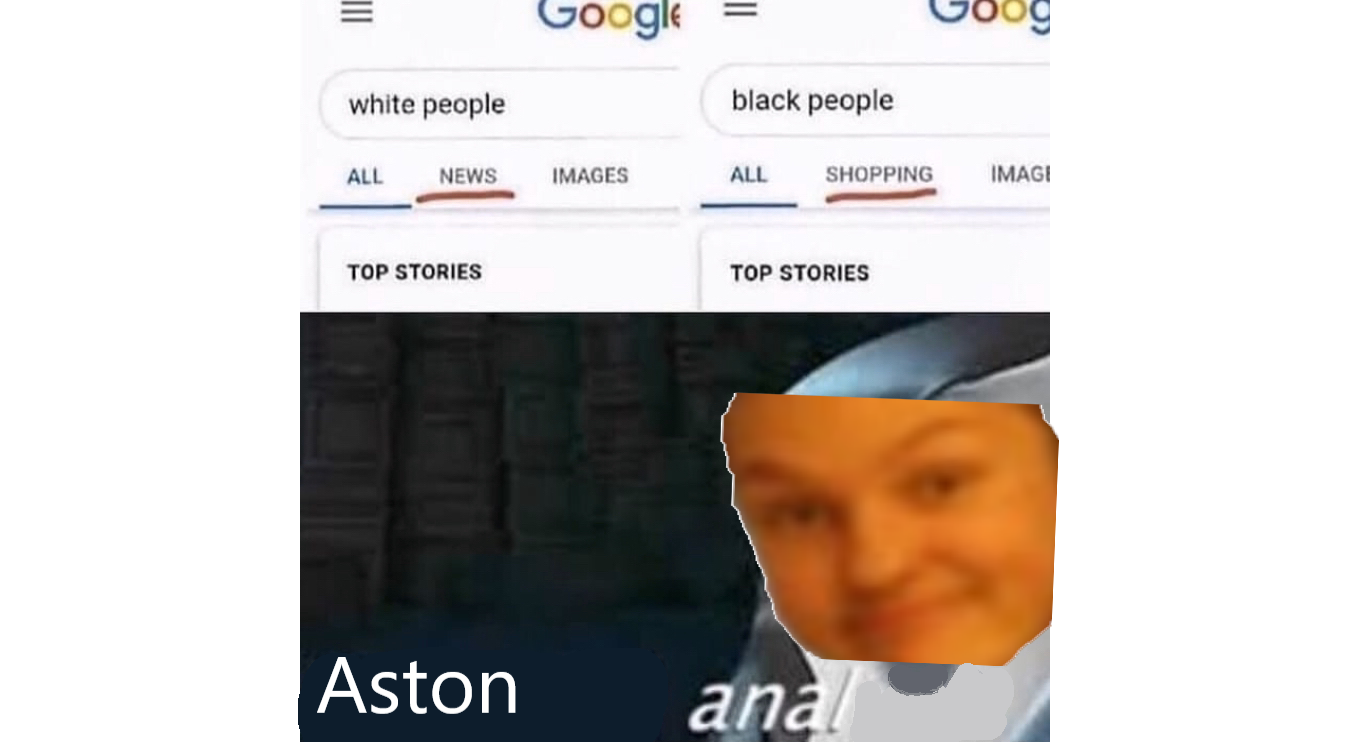 Google
Goog
white people
black people
ALL NEWS IMAGES
ALL SHOPPING IMAGE
TOP STORIES
TOP STORIES
Aston
anal